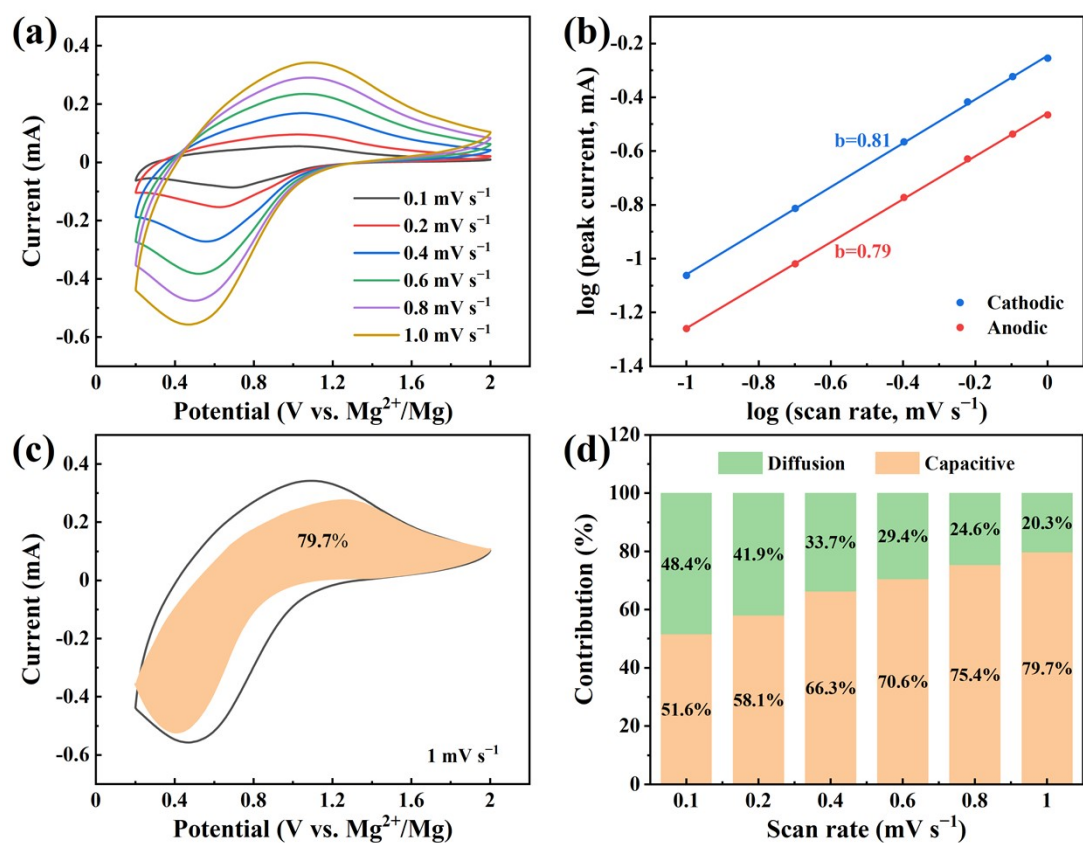 (a)
0.4
0.2
0
-0.2
-0.4
-0.6
Current (mA)
0.1 mV s⁻¹
0.2 mV s⁻¹
0.4 mV s⁻¹
0.6 mV s⁻¹
0.8 mV s⁻¹
1.0 mV s⁻¹
0 0.4 0.8 1.2 1.6 2
Potential (V vs. Mg²⁺/Mg)
(b)
-0.2
-0.4
-0.6
-0.8
-1.0
-1.2
-1.4
log (peak current, mA)
b=0.81
b=0.79
Cathodic
Anodic
-1 -0.8 -0.6 -0.4 -0.2 0
log (scan rate, mV s⁻¹)
(c)
0.4
0.2
0
-0.2
-0.4
-0.6
Current (mA)
79.7%
1 mV s⁻¹
0 0.4 0.8 1.2 1.6 2
Potential (V vs. Mg²⁺/Mg)
(d)
120
100
80
60
40
20
0
Contribution (%)
Diffusion Capacitive
48.4% 41.9% 33.7% 29.4% 24.6% 20.3%
51.6% 58.1% 66.3% 70.6% 75.4% 79.7%
0.1 0.2 0.4 0.6 0.8 1
Scan rate (mV s⁻¹)